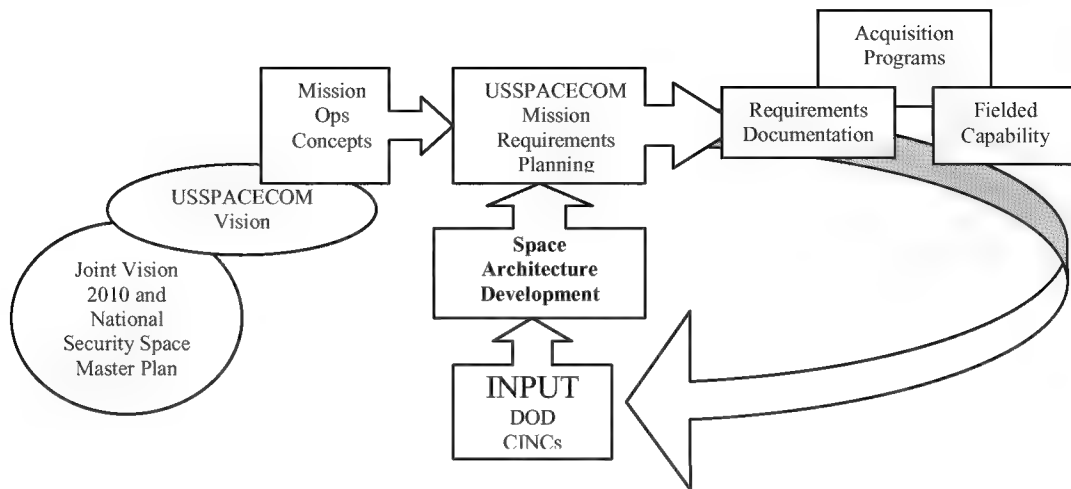 Acquisition
Programs
Mission
Ops
Concepts
USSPACECOM
Mission
Requirements
Planning
Requirements
Documentation
Fielded
Capability
USSPACECOM
Vision
Space
Architecture
Development
Joint Vision
2010 and
National
Security Space
Master Plan
INPUT
DOD
CINCs